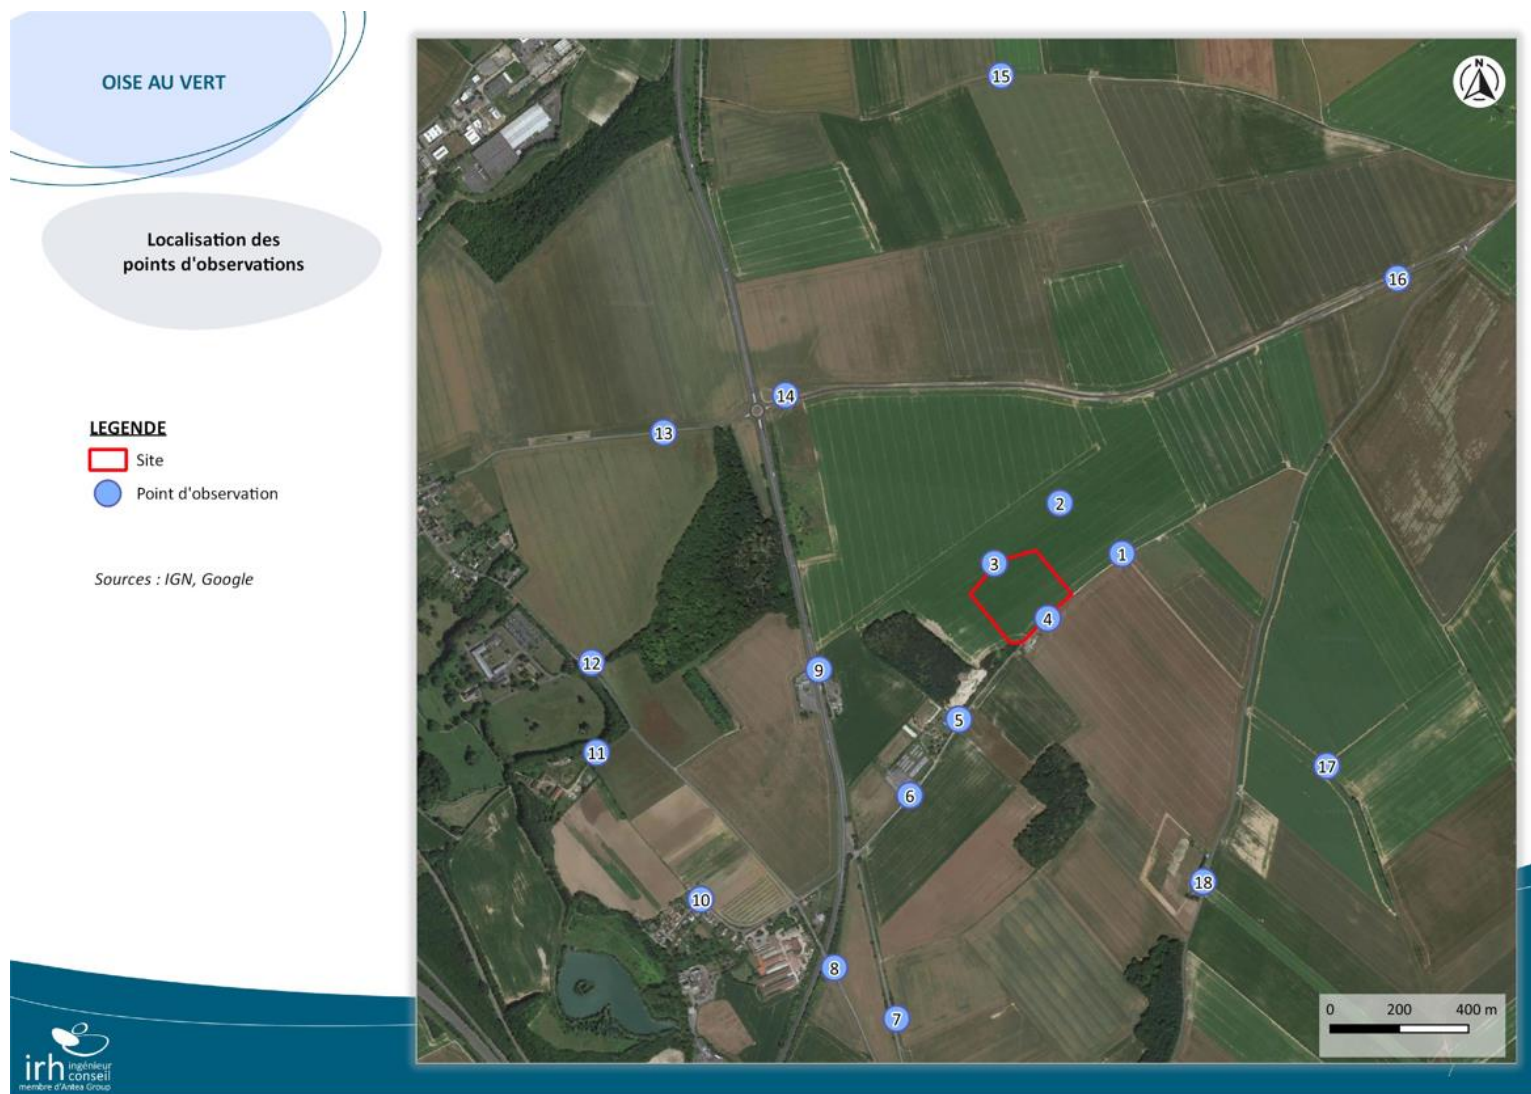 OISE AU VERT
Localisation des
points d'observations
LEGENDE
Site
Point d'observation
Sources : IGN, Google
irh ingénieur
conseil
membre d'Antea Group
N
15
16
14
13
2
1
3
4
12
9
5
11
17
6
18
10
8
7
0 200 400 m